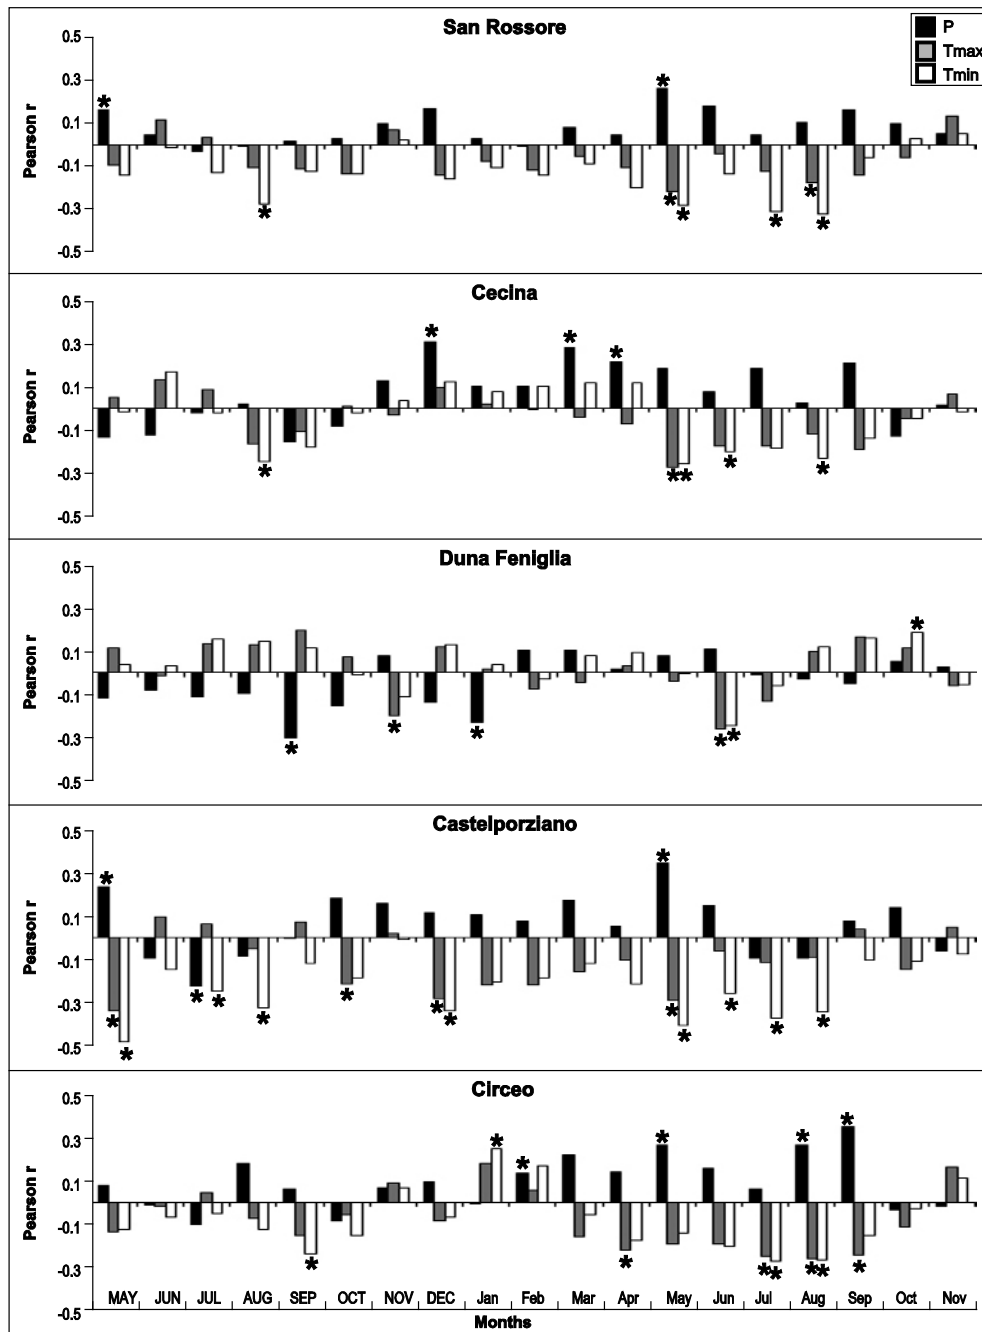 San Rossore
P
Tmax
Tmin
0.5
0.3
0.1
-0.1
-0.3
-0.5
Pearson r
* * * * * * * *
Cecina
0.5
0.3
0.1
-0.1
-0.3
-0.5
Pearson r
* * * * * * * *
Duna Feniglia
0.5
0.3
0.1
-0.1
-0.3
-0.5
Pearson r
* * * * * *
Castelporziano
0.5
0.3
0.1
-0.1
-0.3
-0.5
Pearson r
* * * * * * * * * * * * * * *
Circeo
0.5
0.3
0.1
-0.1
-0.3
-0.5
Pearson r
* * * * * * * * * * * *
MAY JUN JUL AUG SEP OCT NOV DEC Jan Feb Mar Apr May Jun Jul Aug Sep Oct Nov
Months